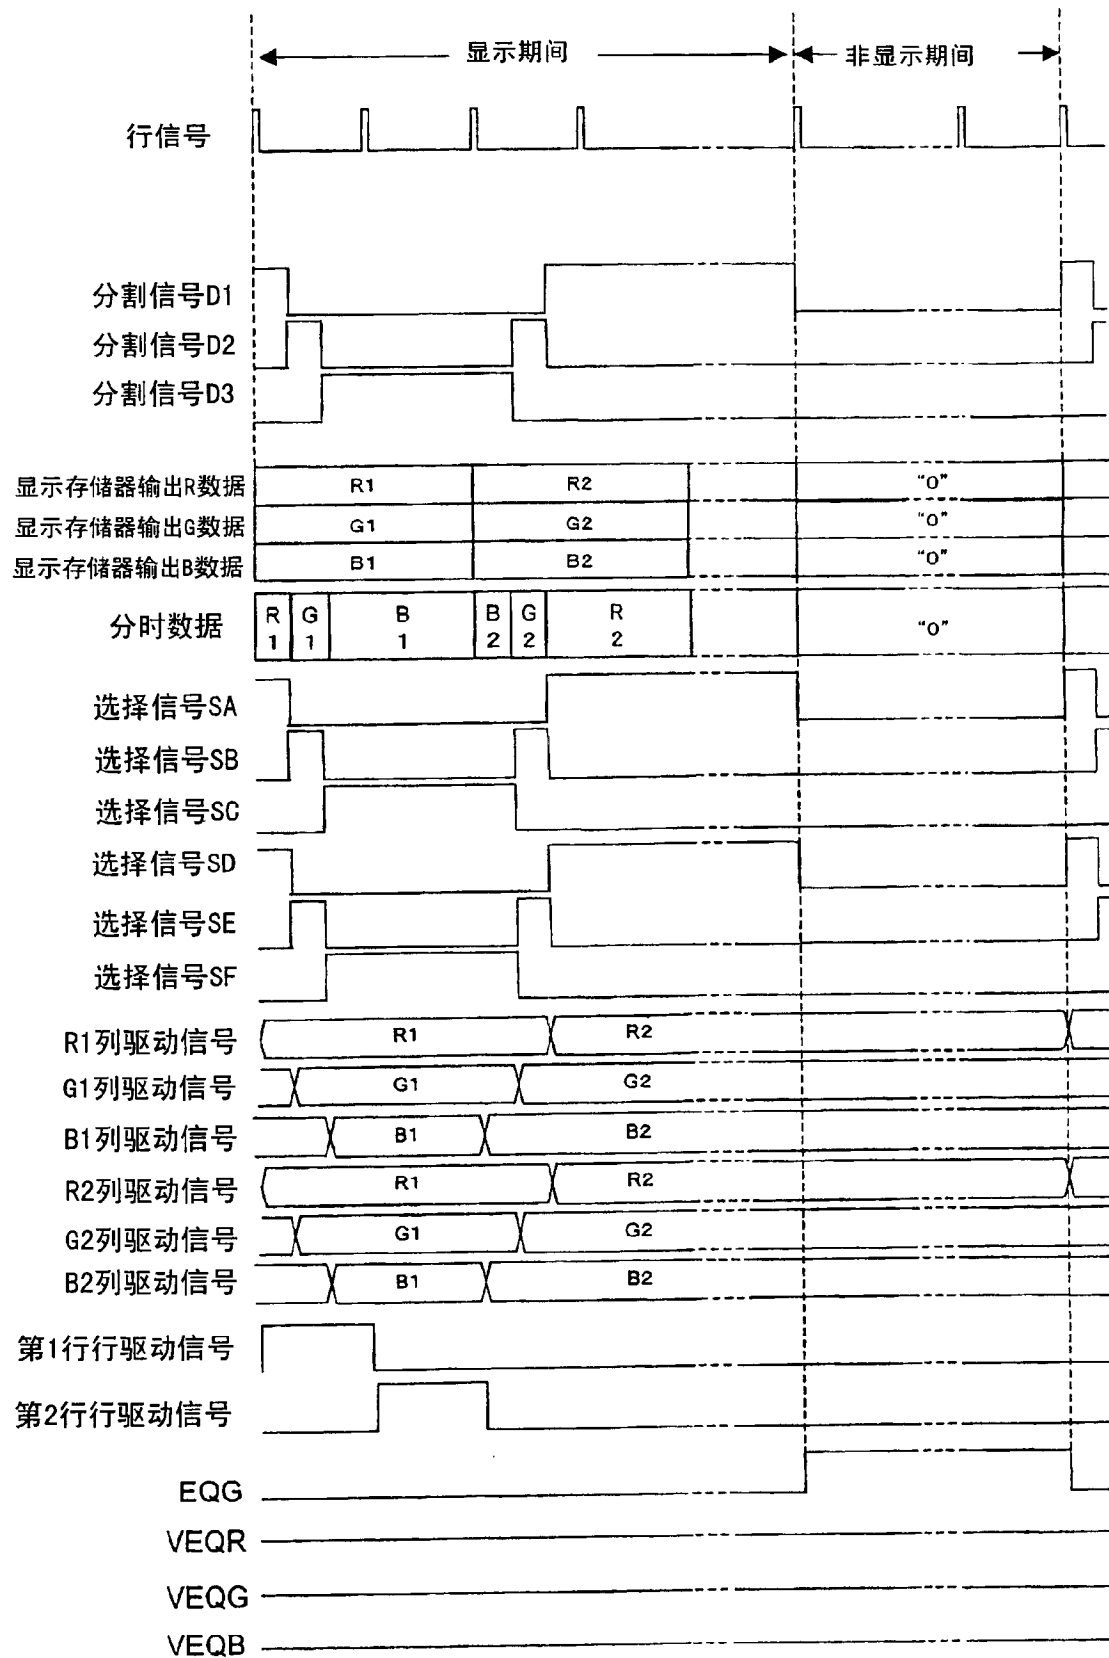 显示期间 非显示期间
行信号
分割信号D1
分割信号D2
分割信号D3
显示存储器输出R数据 R1 R2 “0”
显示存储器输出G数据 G1 G2 “0”
显示存储器输出B数据 B1 B2 “0”
分时数据 R1 G1 B1 B2 G2 R2 “0”
选择信号SA
选择信号SB
选择信号SC
选择信号SD
选择信号SE
选择信号SF
R1列驱动信号 R1 R2
G1列驱动信号 G1 G2
B1列驱动信号 B1 B2
R2列驱动信号 R1 R2
G2列驱动信号 G1 G2
B2列驱动信号 B1 B2
第1行行驱动信号
第2行行驱动信号
EQG
VEQR
VEQG
VEQB